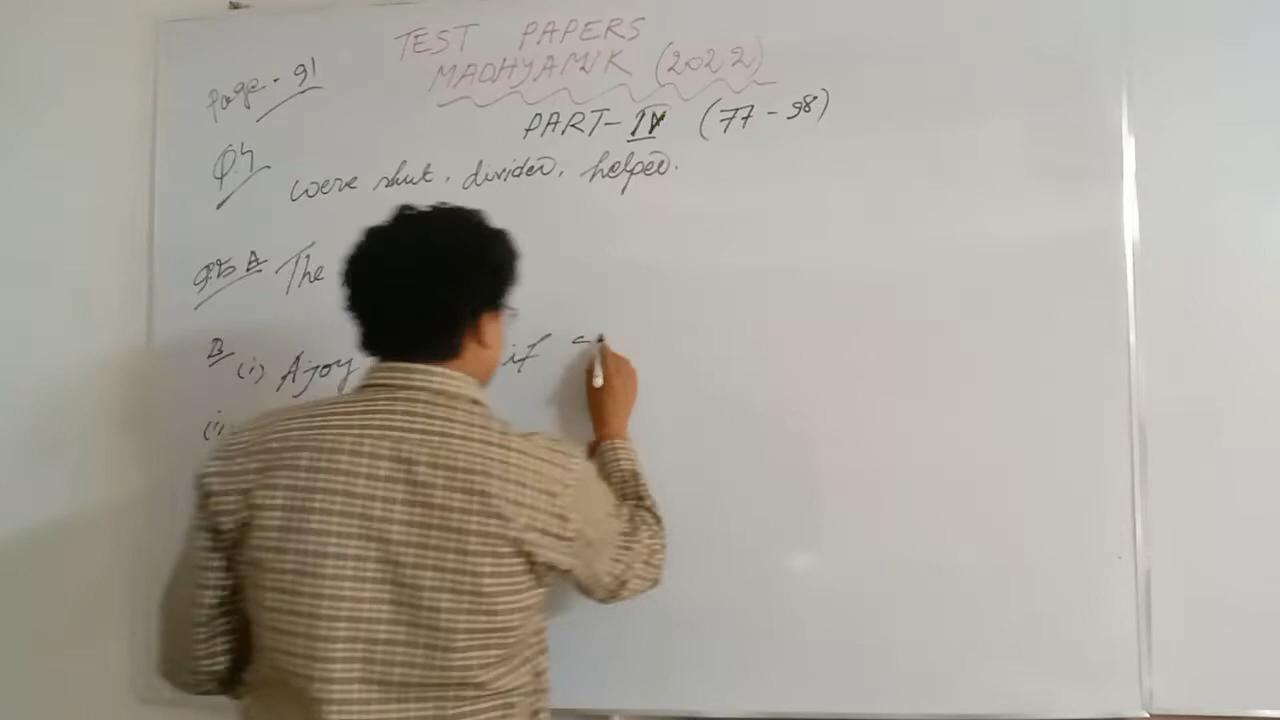 TEST PAPERS
MADHYAMIK (2022)
Page - 91
PART-IV (77 - 98)
Q.4
were shut, divided, helped.
Q.5 A The
B (i) Ajoy if
(ii)